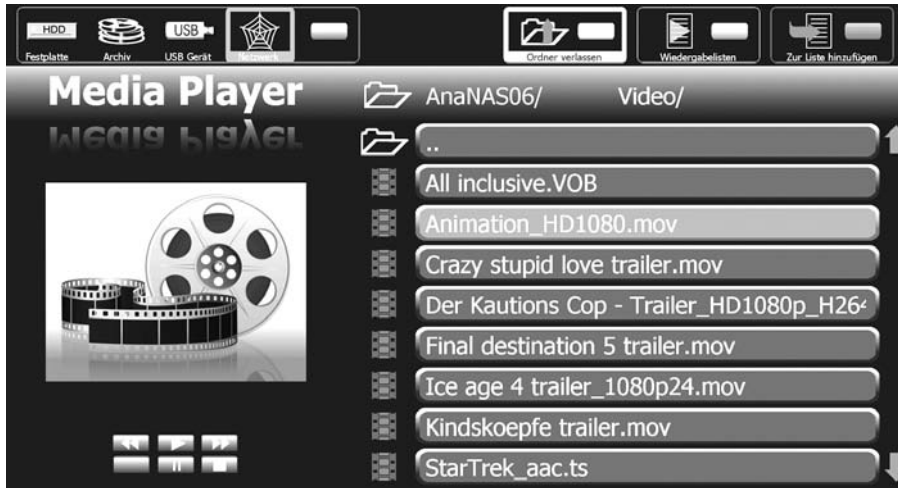 HDD USB
Festplatte Archiv USB Gerät Netzwerk Ordner verlassen Wiedergabelisten Zur Liste hinzufügen
Media Player AnaNAS06/ Video/
..
All inclusive.VOB
Animation_HD1080.mov
Crazy stupid love trailer.mov
Der Kautions Cop - Trailer_HD1080p_H264
Final destination 5 trailer.mov
Ice age 4 trailer_1080p24.mov
Kindskoepfe trailer.mov
StarTrek_aac.ts